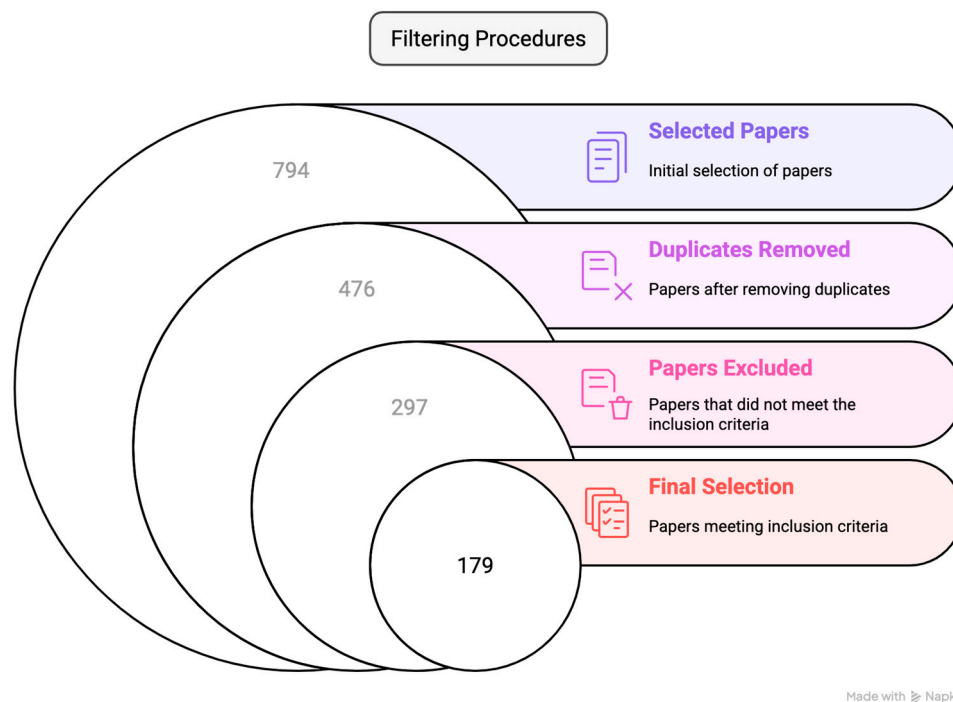 Filtering Procedures
794
Selected Papers
Initial selection of papers
476
Duplicates Removed
Papers after removing duplicates
297
Papers Excluded
Papers that did not meet the
inclusion criteria
179
Final Selection
Papers meeting inclusion criteria
Made with Napk